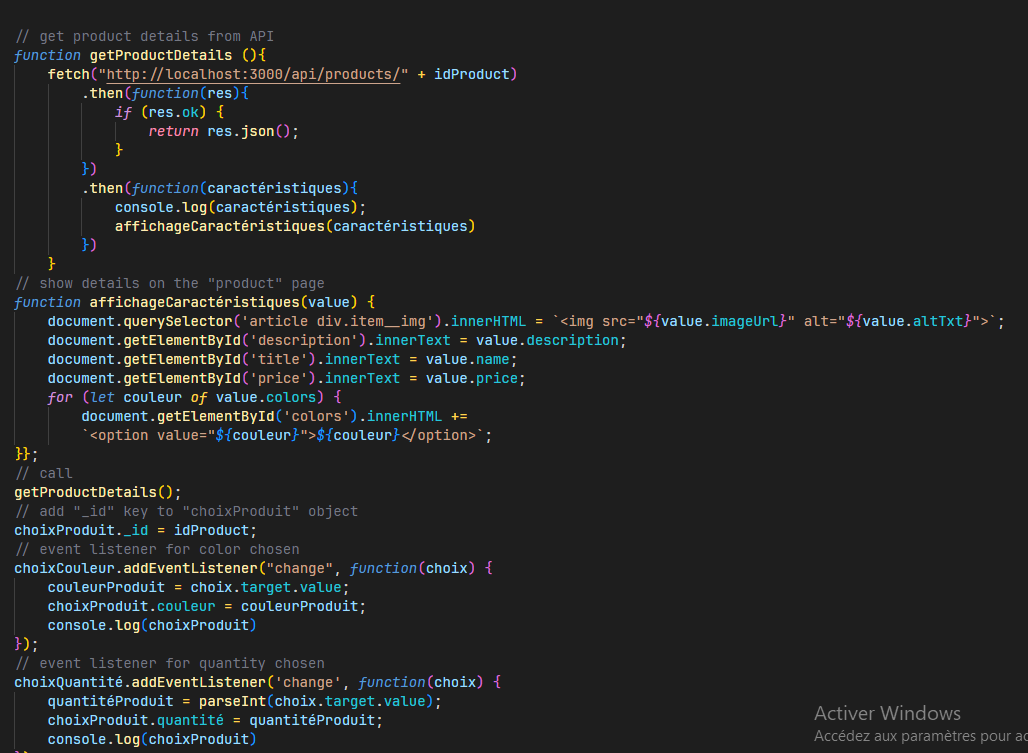 // get product details from API
function getProductDetails (){
    fetch("http://localhost:3000/api/products/" + idProduct)
        .then(function(res){
            if (res.ok) {
                return res.json();
            }
        })
        .then(function(caractéristiques){
            console.log(caractéristiques);
            affichageCaractéristiques(caractéristiques)
        })
    }
// show details on the "product" page
function affichageCaractéristiques(value) {
    document.querySelector('article div.item__img').innerHTML = `<img src="${value.imageUrl}" alt="${value.altTxt}">`;
    document.getElementById('description').innerText = value.description;
    document.getElementById('title').innerText = value.name;
    document.getElementById('price').innerText = value.price;
    for (let couleur of value.colors) {
        document.getElementById('colors').innerHTML +=
        `<option value="${couleur}">${couleur}</option>`;
}};
// call
getProductDetails();
// add "_id" key to "choixProduit" object
choixProduit._id = idProduct;
// event listener for color chosen
choixCouleur.addEventListener("change", function(choix) {
    couleurProduit = choix.target.value;
    choixProduit.couleur = couleurProduit;
    console.log(choixProduit)
});
// event listener for quantity chosen
choixQuantité.addEventListener('change', function(choix) {
    quantitéProduit = parseInt(choix.target.value);
    choixProduit.quantité = quantitéProduit;
    console.log(choixProduit)
Activer Windows
Accédez aux paramètres pour